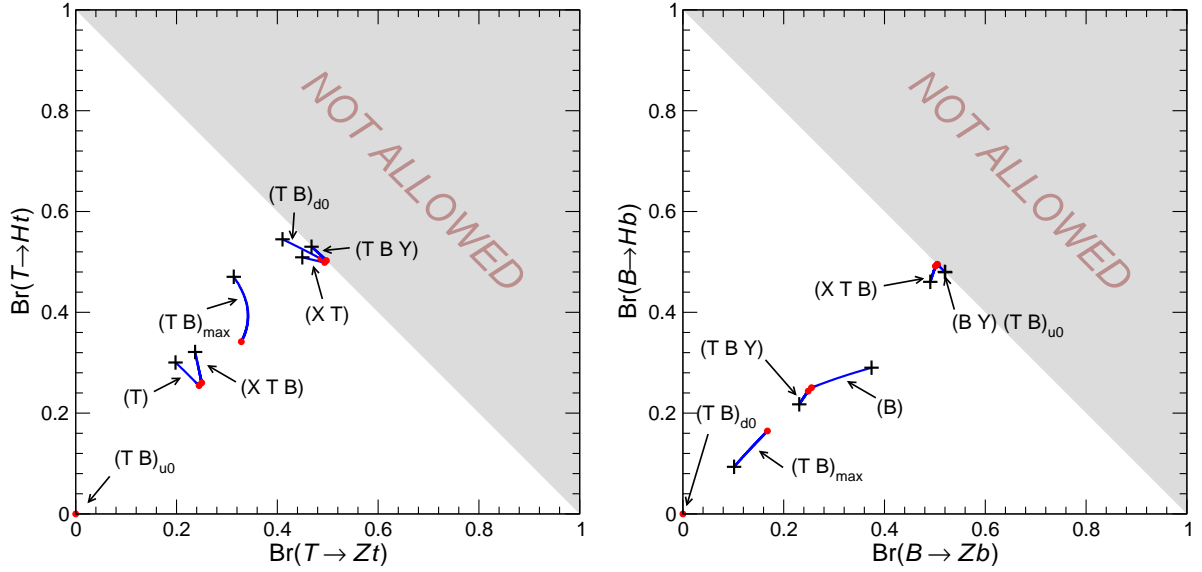 1
0.8
0.6
0.4
0.2
0
0
0.2
0.4
0.6
0.8
1
Br(T→Ht)
Br(T→Zt)
NOT ALLOWED
(T B)d0
(T B Y)
(X T)
(T B)max
(T)
(X T B)
(T B)u0
1
0.8
0.6
0.4
0.2
0
0
0.2
0.4
0.6
0.8
1
Br(B→Hb)
Br(B→Zb)
NOT ALLOWED
(X T B)
(B Y) (T B)u0
(T B Y)
(B)
(T B)d0
(T B)max